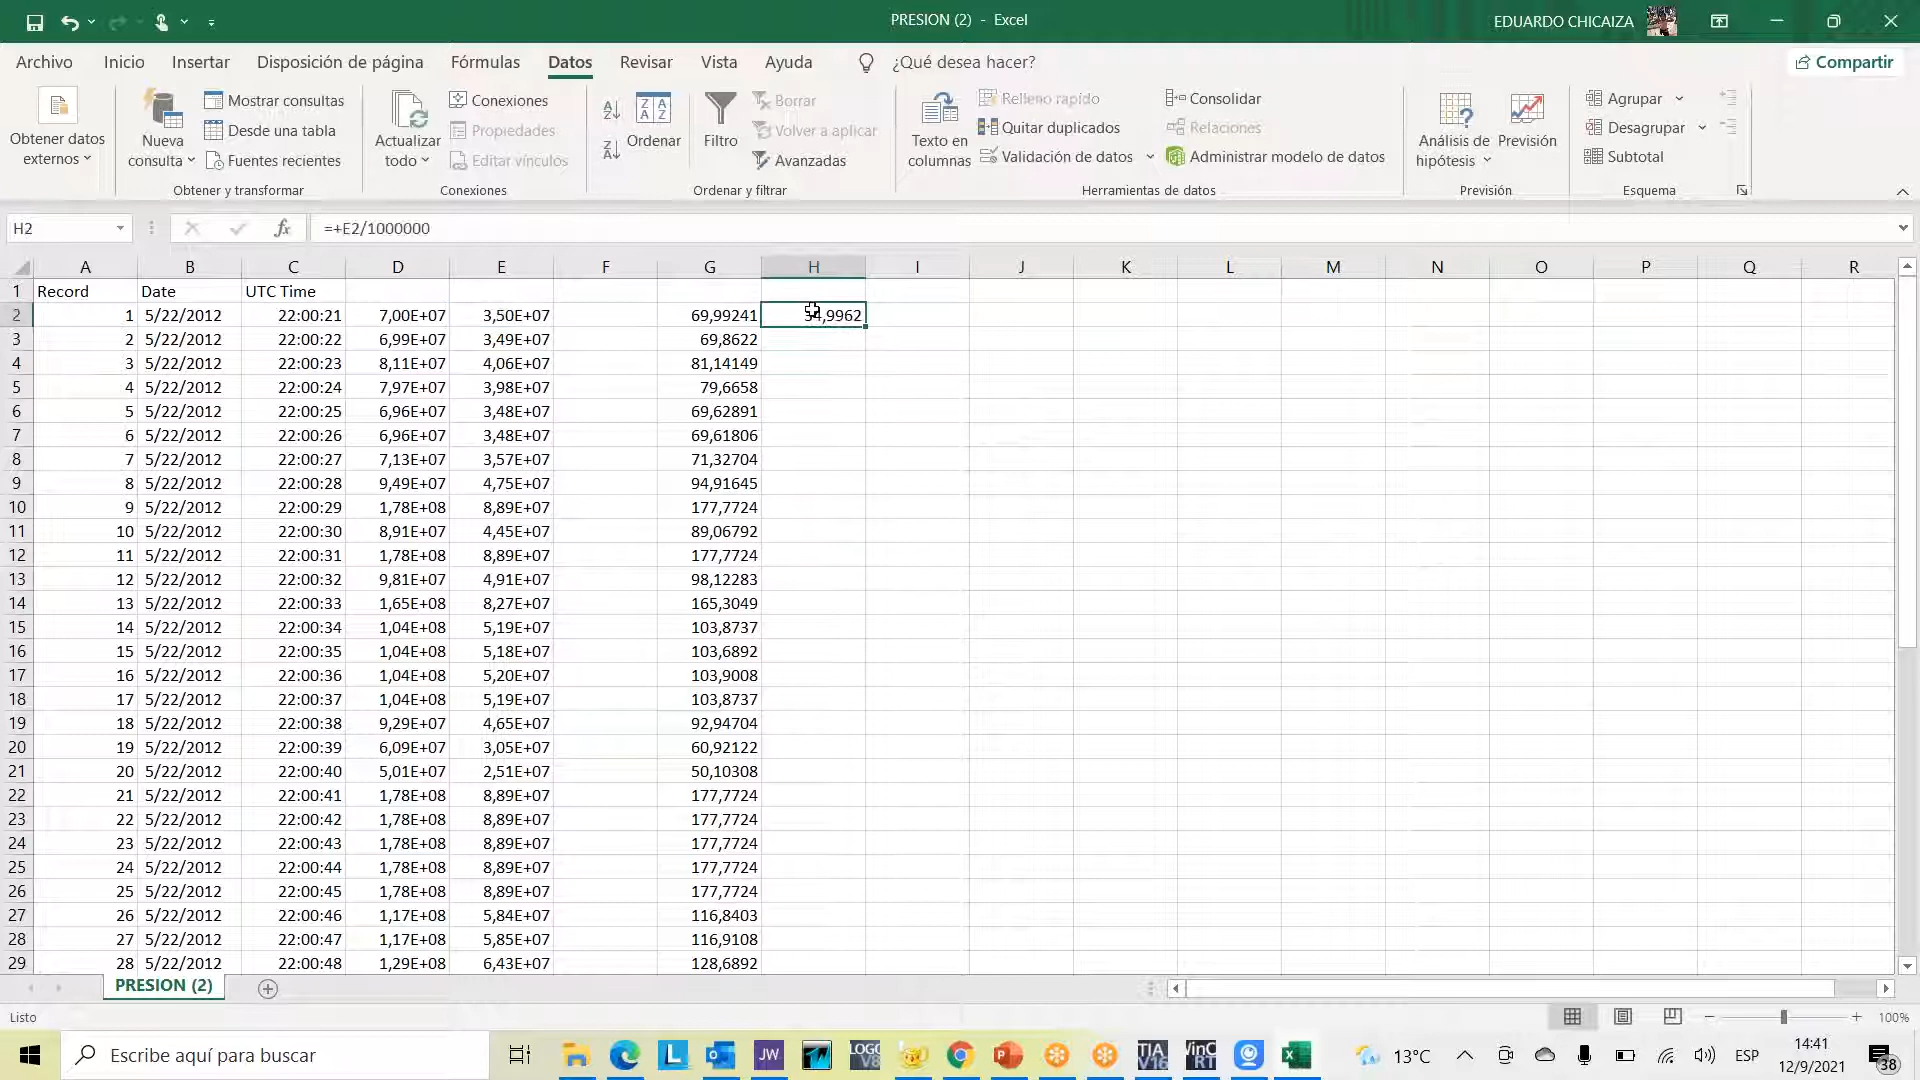 PRESION (2) - Excel
EDUARDO CHICAIZA
Archivo Inicio Insertar Disposición de página Fórmulas Datos Revisar Vista Ayuda ¿Qué desea hacer? Compartir
Obtener datos externos
Nueva consulta
Mostrar consultas
Desde una tabla
Fuentes recientes
Obtener y transformar
Actualizar todo
Conexiones
Propiedades
Editar vínculos
Conexiones
Ordenar
Filtro
Borrar
Volver a aplicar
Avanzadas
Ordenar y filtrar
Texto en columnas
Relleno rápido
Quitar duplicados
Validación de datos
Consolidar
Relaciones
Administrar modelo de datos
Herramientas de datos
Análisis de hipótesis
Previsión
Previsión
Agrupar
Desagrupar
Subtotal
Esquema
H2 fx =+E2/1000000
A B C D E F G H I J K L M N O P Q R
1 Record Date UTC Time
2 1 5/22/2012 22:00:21 7,00E+07 3,50E+07 69,99241 34,9962
3 2 5/22/2012 22:00:22 6,99E+07 3,49E+07 69,8622
4 3 5/22/2012 22:00:23 8,11E+07 4,06E+07 81,14149
5 4 5/22/2012 22:00:24 7,97E+07 3,98E+07 79,6658
6 5 5/22/2012 22:00:25 6,96E+07 3,48E+07 69,62891
7 6 5/22/2012 22:00:26 6,96E+07 3,48E+07 69,61806
8 7 5/22/2012 22:00:27 7,13E+07 3,57E+07 71,32704
9 8 5/22/2012 22:00:28 9,49E+07 4,75E+07 94,91645
10 9 5/22/2012 22:00:29 1,78E+08 8,89E+07 177,7724
11 10 5/22/2012 22:00:30 8,91E+07 4,45E+07 89,06792
12 11 5/22/2012 22:00:31 1,78E+08 8,89E+07 177,7724
13 12 5/22/2012 22:00:32 9,81E+07 4,91E+07 98,12283
14 13 5/22/2012 22:00:33 1,65E+08 8,27E+07 165,3049
15 14 5/22/2012 22:00:34 1,04E+08 5,19E+07 103,8737
16 15 5/22/2012 22:00:35 1,04E+08 5,18E+07 103,6892
17 16 5/22/2012 22:00:36 1,04E+08 5,20E+07 103,9008
18 17 5/22/2012 22:00:37 1,04E+08 5,19E+07 103,8737
19 18 5/22/2012 22:00:38 9,29E+07 4,65E+07 92,94704
20 19 5/22/2012 22:00:39 6,09E+07 3,05E+07 60,92122
21 20 5/22/2012 22:00:40 5,01E+07 2,51E+07 50,10308
22 21 5/22/2012 22:00:41 1,78E+08 8,89E+07 177,7724
23 22 5/22/2012 22:00:42 1,78E+08 8,89E+07 177,7724
24 23 5/22/2012 22:00:43 1,78E+08 8,89E+07 177,7724
25 24 5/22/2012 22:00:44 1,78E+08 8,89E+07 177,7724
26 25 5/22/2012 22:00:45 1,78E+08 8,89E+07 177,7724
27 26 5/22/2012 22:00:46 1,17E+08 5,84E+07 116,8403
28 27 5/22/2012 22:00:47 1,17E+08 5,85E+07 116,9108
29 28 5/22/2012 22:00:48 1,29E+08 6,43E+07 128,6892
PRESION (2)
Listo
100%
Escribe aquí para buscar
13°C
ESP
14:41
12/9/2021
38